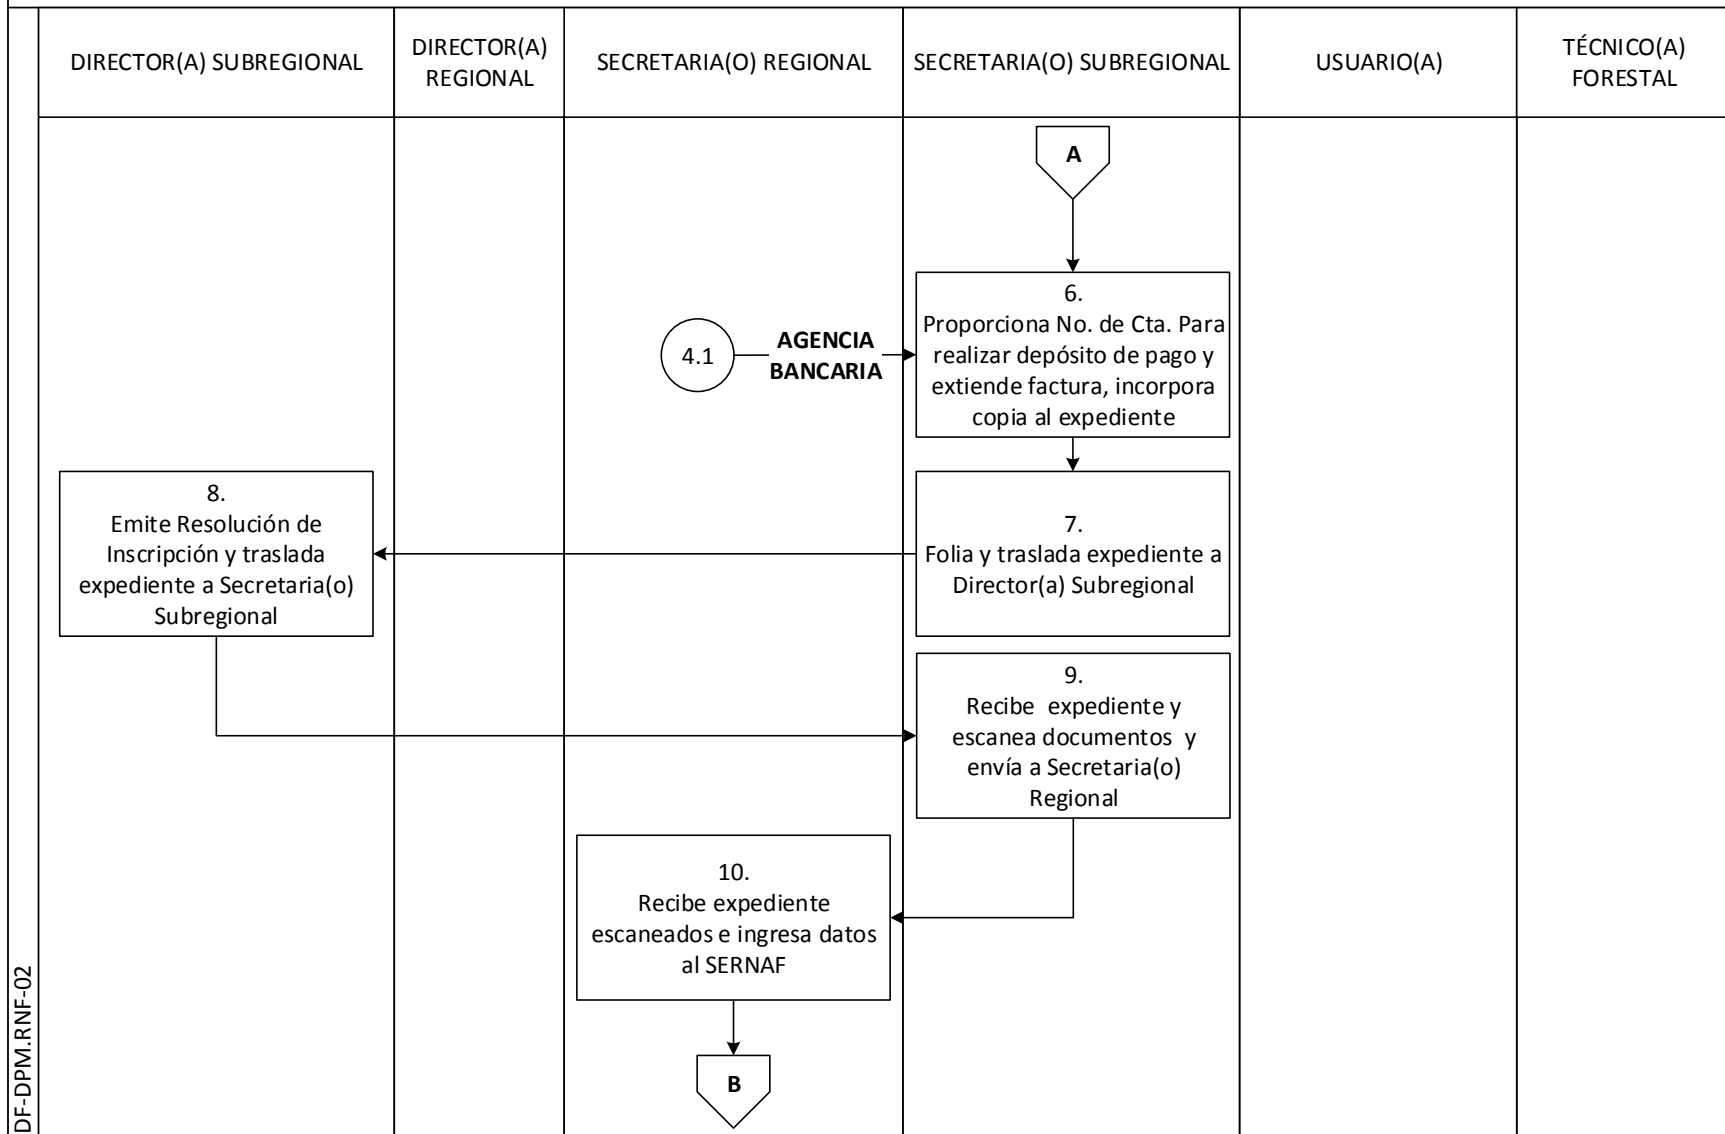 DIRECTOR(A) SUBREGIONAL
DIRECTOR(A)
REGIONAL
SECRETARIA(O) REGIONAL
SECRETARIA(O) SUBREGIONAL
USUARIO(A)
TÉCNICO(A)
FORESTAL
A
6.
Proporciona No. de Cta. Para
realizar depósito de pago y
extiende factura, incorpora
copia al expediente
4.1
AGENCIA
BANCARIA
7.
Folia y traslada expediente a
Director(a) Subregional
8.
Emite Resolución de
Inscripción y traslada
expediente a Secretaria(o)
Subregional
9.
Recibe  expediente y
escanea documentos  y
envía a Secretaria(o)
Regional
10.
Recibe expediente
escaneados e ingresa datos
al SERNAF
B
DF-DPM.RNF-02